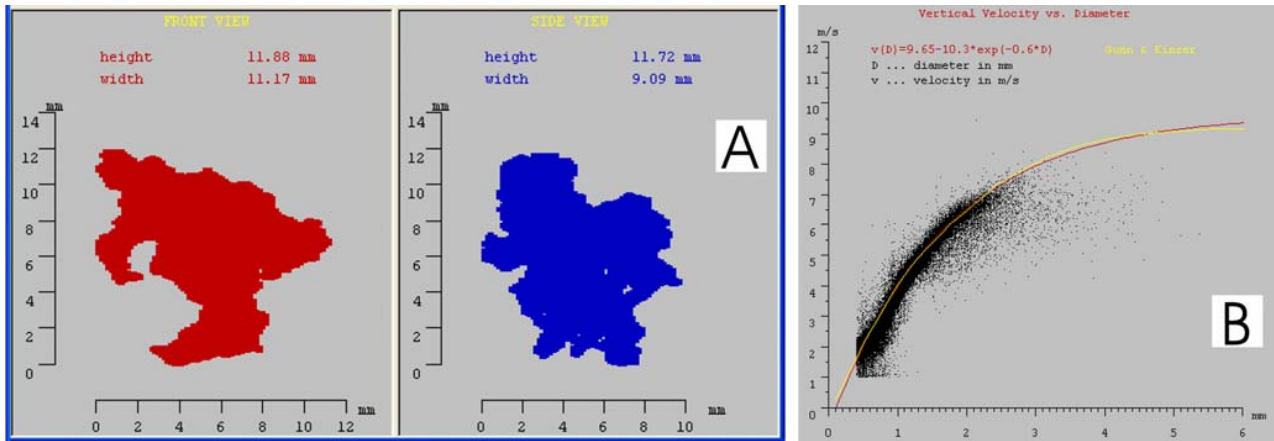 FRONT VIEW
height 11.88 mm
width 11.17 mm
mm
14
12
10
8
6
4
2
0
0 2 4 6 8 10 12
mm
SIDE VIEW
height 11.72 mm
width 9.09 mm
mm
14
12
10
8
6
4
2
0
0 2 4 6 8 10
mm
A
Vertical Velocity vs. Diameter
m/s
v(D)=9.65-10.3*exp(-0.6*D) Gunn & Kinzer
D ... diameter in mm
v ... velocity in m/s
12
11
10
9
8
7
6
5
4
3
2
1
0
0 1 2 3 4 5 6
mm
B